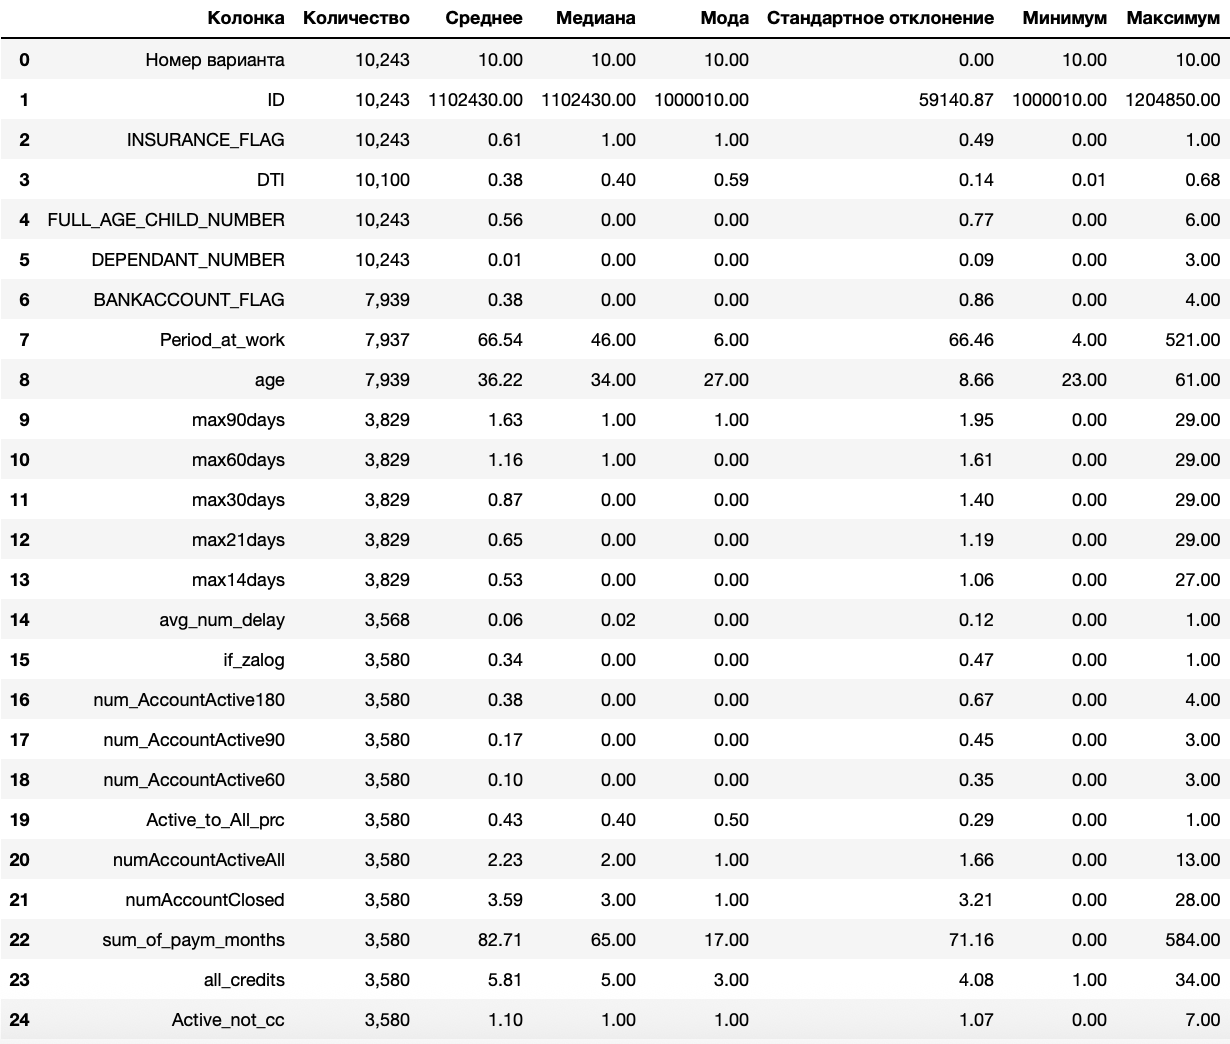 Колонка Количество Среднее Медиана Мода Стандартное отклонение Минимум Максимум
0 Номер варианта 10,243 10.00 10.00 10.00 0.00 10.00 10.00
1 ID 10,243 1102430.00 1102430.00 1000010.00 59140.87 1000010.00 1204850.00
2 INSURANCE_FLAG 10,243 0.61 1.00 1.00 0.49 0.00 1.00
3 DTI 10,100 0.38 0.40 0.59 0.14 0.01 0.68
4 FULL_AGE_CHILD_NUMBER 10,243 0.56 0.00 0.00 0.77 0.00 6.00
5 DEPENDANT_NUMBER 10,243 0.01 0.00 0.00 0.09 0.00 3.00
6 BANKACCOUNT_FLAG 7,939 0.38 0.00 0.00 0.86 0.00 4.00
7 Period_at_work 7,937 66.54 46.00 6.00 66.46 4.00 521.00
8 age 7,939 36.22 34.00 27.00 8.66 23.00 61.00
9 max90days 3,829 1.63 1.00 1.00 1.95 0.00 29.00
10 max60days 3,829 1.16 1.00 0.00 1.61 0.00 29.00
11 max30days 3,829 0.87 0.00 0.00 1.40 0.00 29.00
12 max21days 3,829 0.65 0.00 0.00 1.19 0.00 29.00
13 max14days 3,829 0.53 0.00 0.00 1.06 0.00 27.00
14 avg_num_delay 3,568 0.06 0.02 0.00 0.12 0.00 1.00
15 if_zalog 3,580 0.34 0.00 0.00 0.47 0.00 1.00
16 num_AccountActive180 3,580 0.38 0.00 0.00 0.67 0.00 4.00
17 num_AccountActive90 3,580 0.17 0.00 0.00 0.45 0.00 3.00
18 num_AccountActive60 3,580 0.10 0.00 0.00 0.35 0.00 3.00
19 Active_to_All_prc 3,580 0.43 0.40 0.50 0.29 0.00 1.00
20 numAccountActiveAll 3,580 2.23 2.00 1.00 1.66 0.00 13.00
21 numAccountClosed 3,580 3.59 3.00 1.00 3.21 0.00 28.00
22 sum_of_paym_months 3,580 82.71 65.00 17.00 71.16 0.00 584.00
23 all_credits 3,580 5.81 5.00 3.00 4.08 1.00 34.00
24 Active_not_cc 3,580 1.10 1.00 1.00 1.07 0.00 7.00